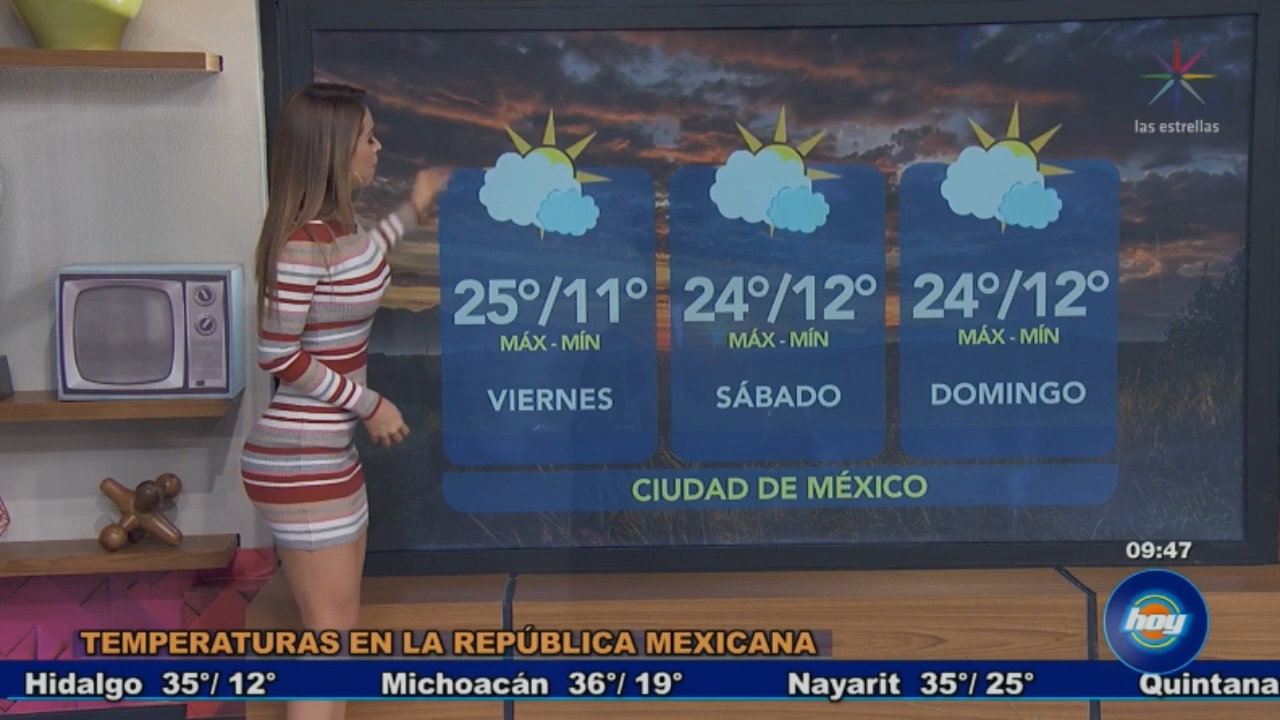 las estrellas
25°/11°
MÁX - MÍN
VIERNES
24°/12°
MÁX - MÍN
SÁBADO
24°/12°
MÁX - MÍN
DOMINGO
CIUDAD DE MÉXICO
09:47
hoy
TEMPERATURAS EN LA REPÚBLICA MEXICANA
Hidalgo 35°/ 12° Michoacán 36°/ 19° Nayarit 35°/ 25° Quintana